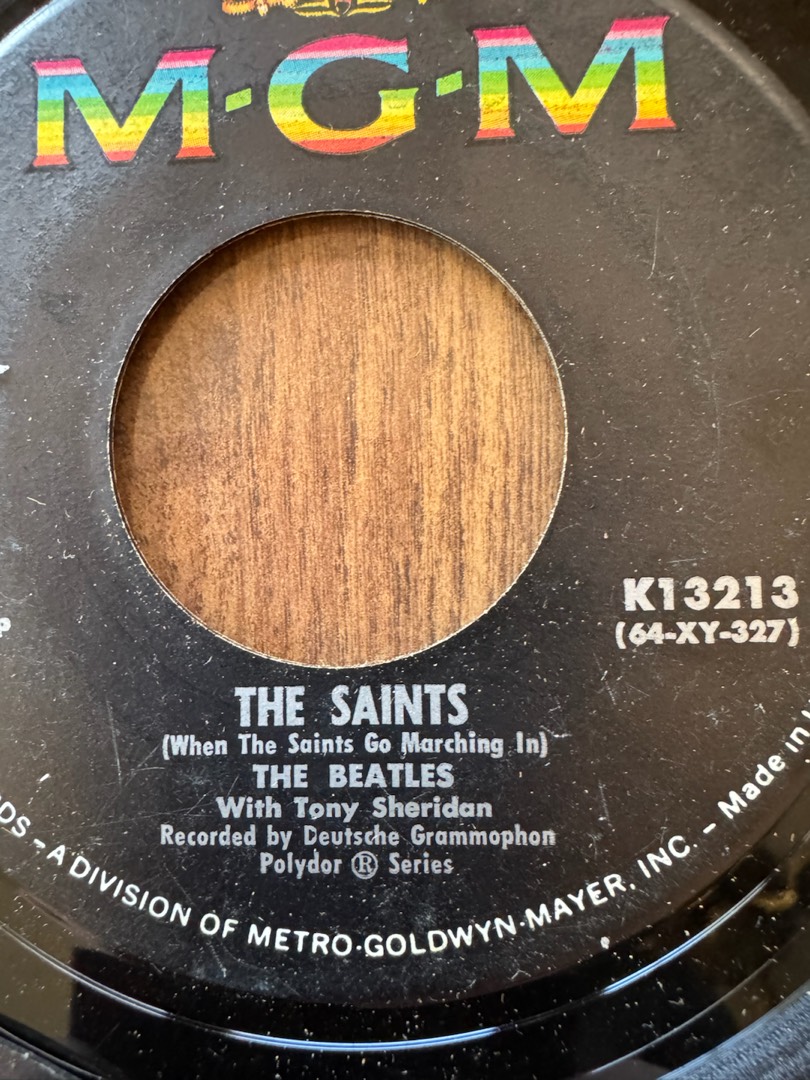 M·G·M
K13213
(64-XY-327)
THE SAINTS
(When The Saints Go Marching In)
THE BEATLES
With Tony Sheridan
Recorded by Deutsche Grammophon
Polydor ® Series
– A DIVISION OF METRO·GOLDWYN·MAYER, INC. – Made in